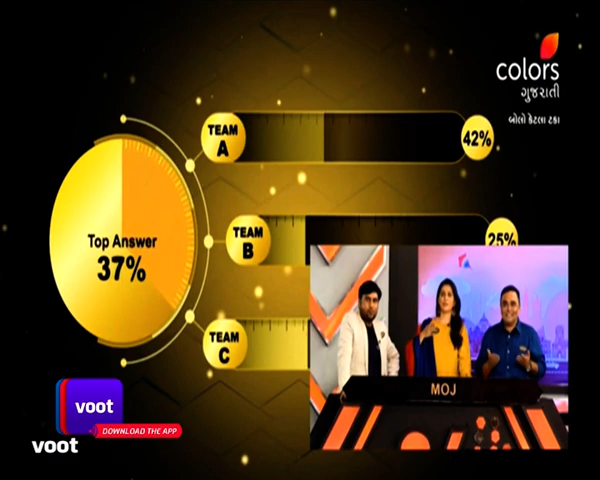 colors
ગુજરાતી
બોલો કેટલા ટકા
TEAM
A
42%
Top Answer
37%
TEAM
B
25%
TEAM
C
MOJ
voot
DOWNLOAD THE APP
voot